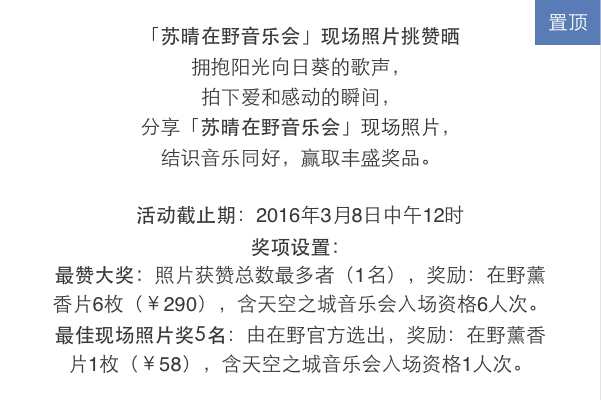 置顶
「苏晴在野音乐会」现场照片挑赞晒
拥抱阳光向日葵的歌声，
拍下爱和感动的瞬间，
分享「苏晴在野音乐会」现场照片，
结识音乐同好，赢取丰盛奖品。
活动截止期：2016年3月8日中午12时
奖项设置：
最赞大奖：照片获赞总数最多者（1名），奖励：在野薰
香片6枚（￥290），含天空之城音乐会入场资格6人次。
最佳现场照片奖5名：由在野官方选出，奖励：在野薰香
片1枚（￥58），含天空之城音乐会入场资格1人次。